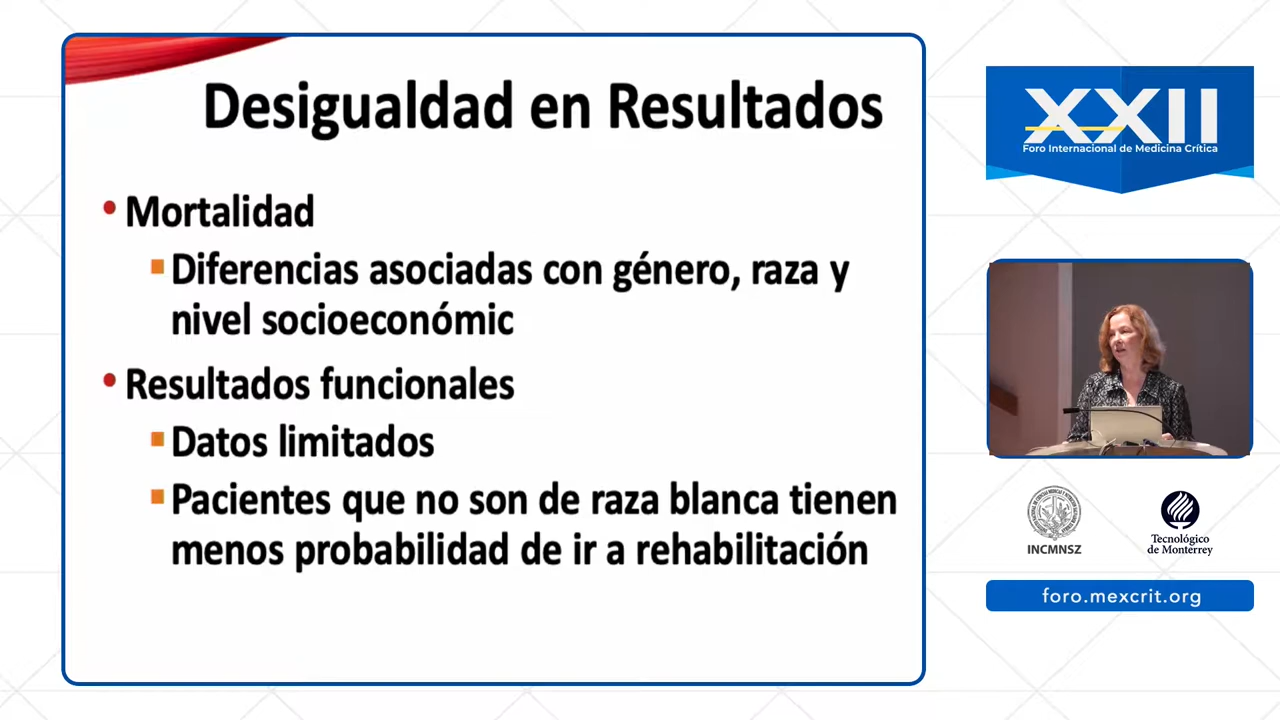 Desigualdad en Resultados
• Mortalidad
▪ Diferencias asociadas con género, raza y
nivel socioeconómic
• Resultados funcionales
▪ Datos limitados
▪ Pacientes que no son de raza blanca tienen
menos probabilidad de ir a rehabilitación
XXII
Foro Internacional de Medicina Crítica
INCMNSZ
Tecnológico
de Monterrey
foro.mexcrit.org